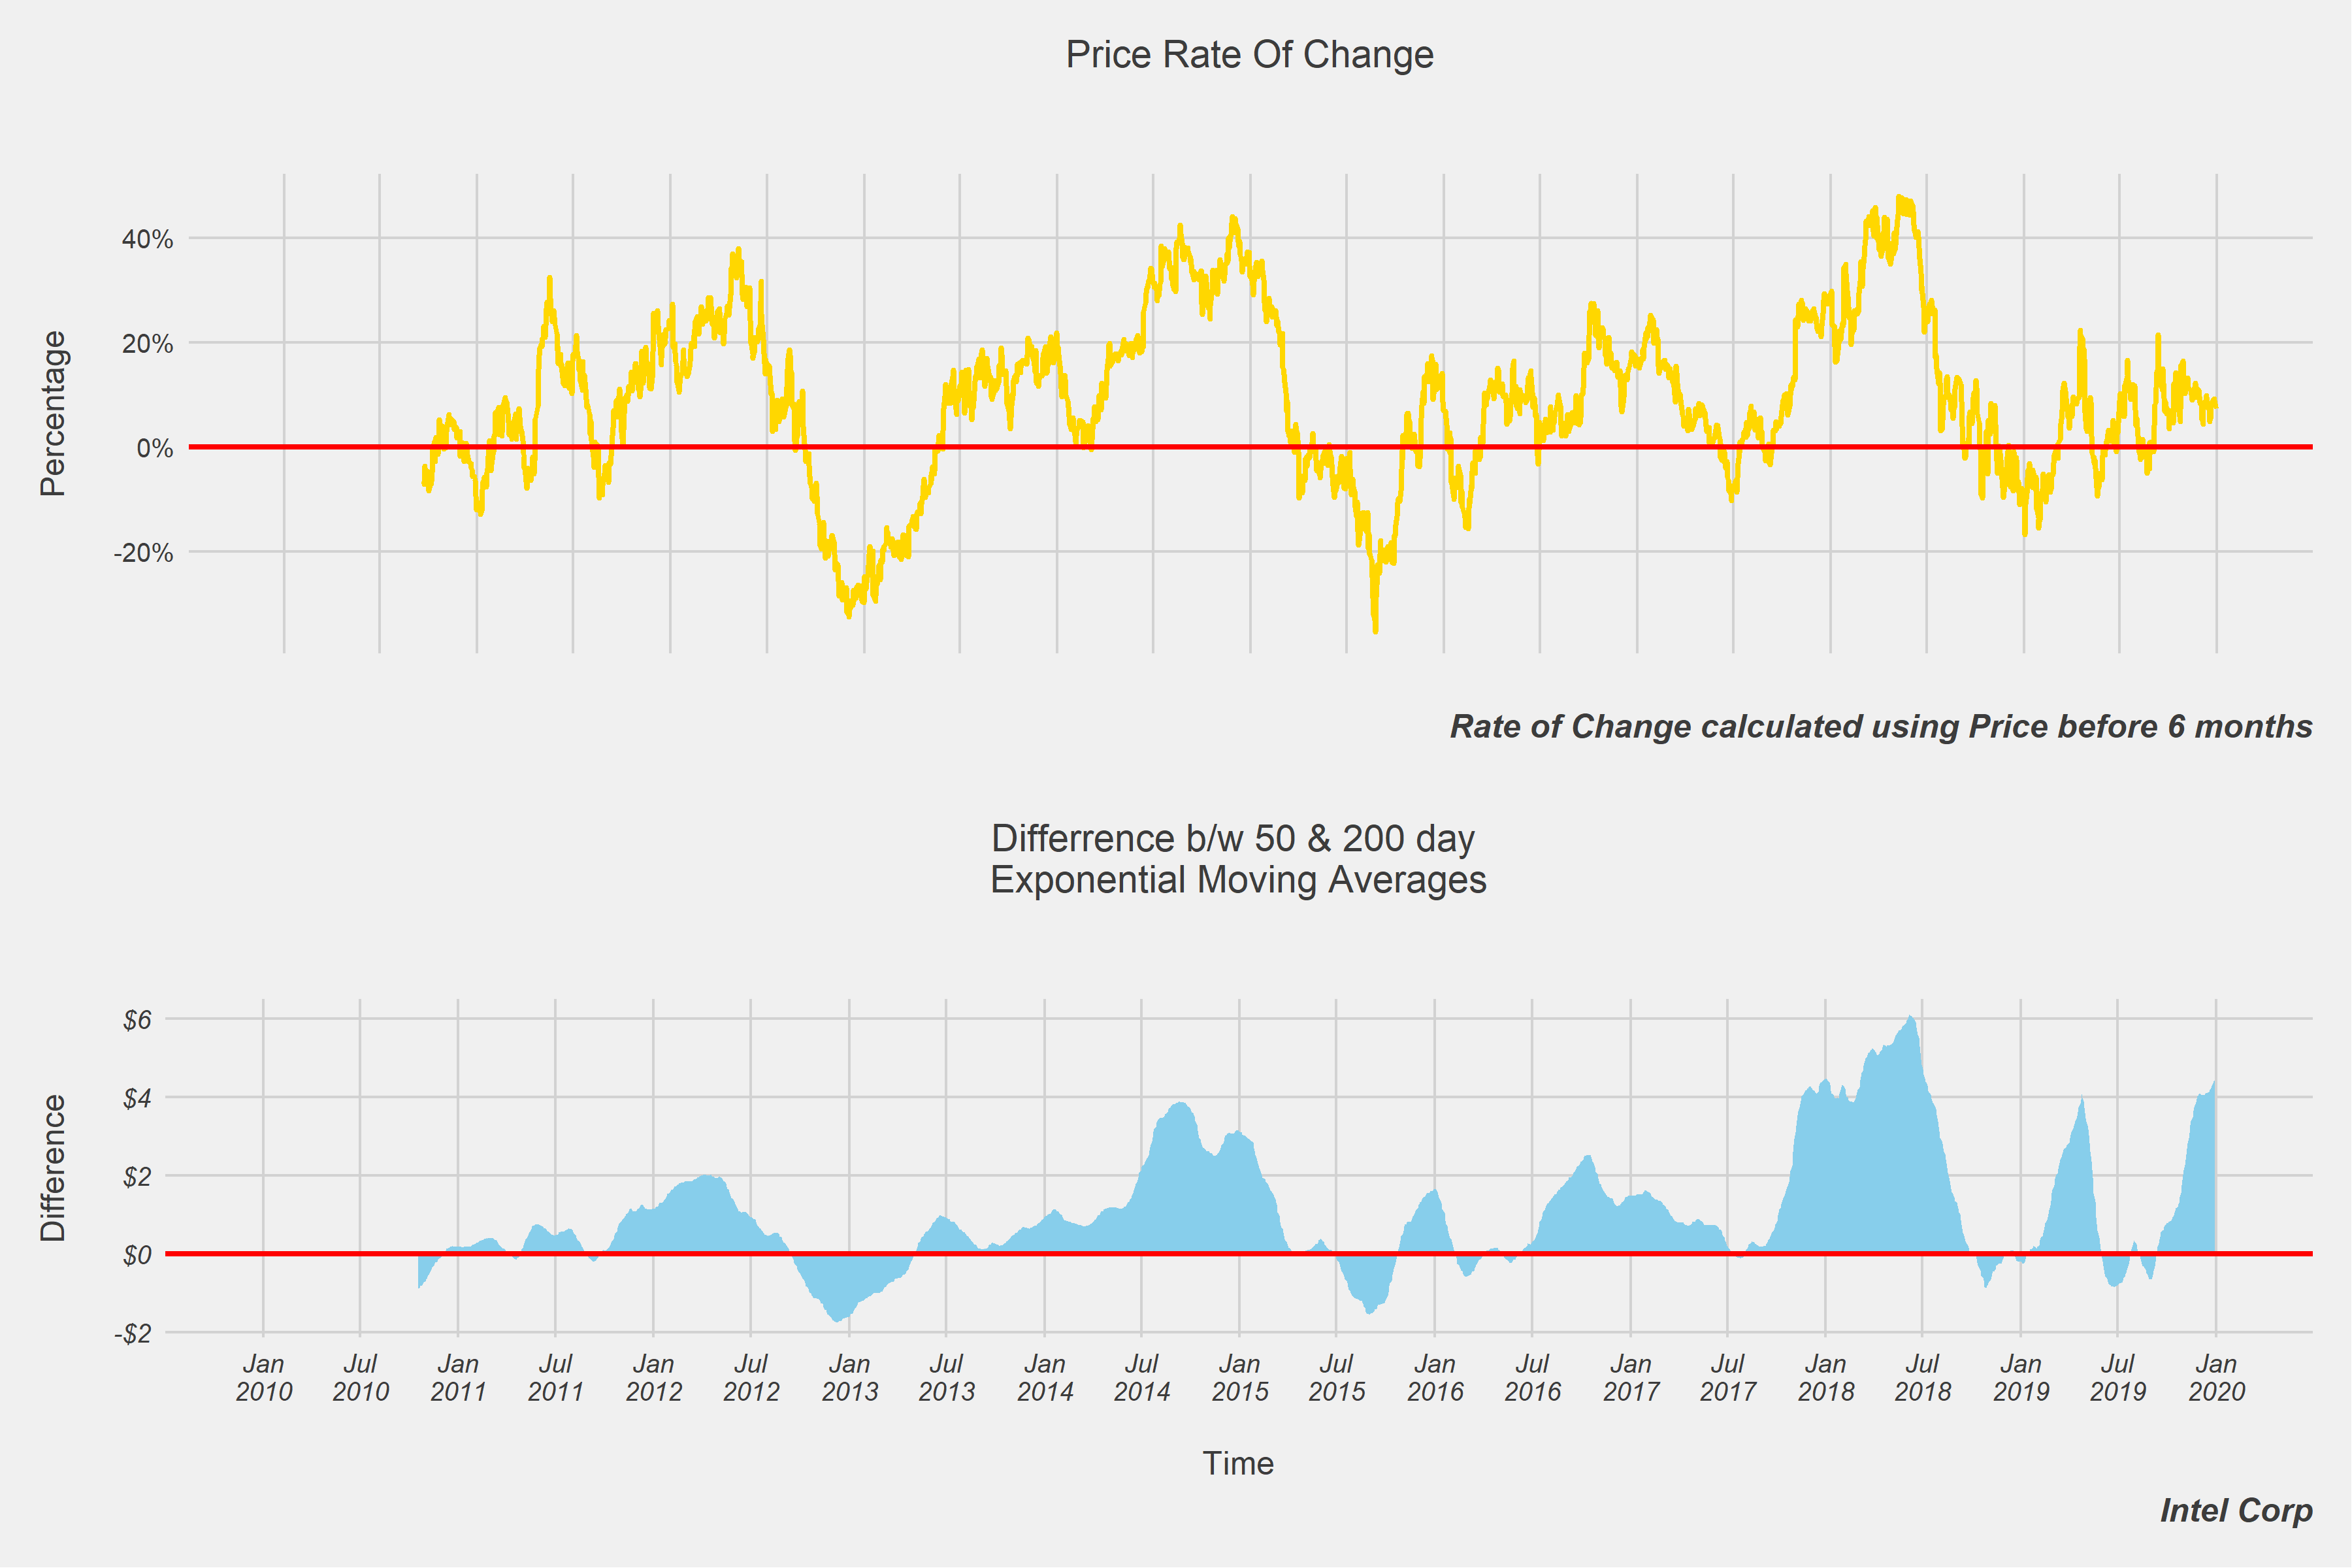 Price Rate Of Change
Percentage
40%
20%
0%
-20%
Rate of Change calculated using Price before 6 months
Differrence b/w 50 & 200 day
Exponential Moving Averages
Difference
$6
$4
$2
$0
-$2
Jan Jul Jan Jul Jan Jul Jan Jul Jan Jul Jan Jul Jan Jul Jan Jul Jan Jul Jan Jul Jan
2010 2010 2011 2011 2012 2012 2013 2013 2014 2014 2015 2015 2016 2016 2017 2017 2018 2018 2019 2019 2020
Time
Intel Corp